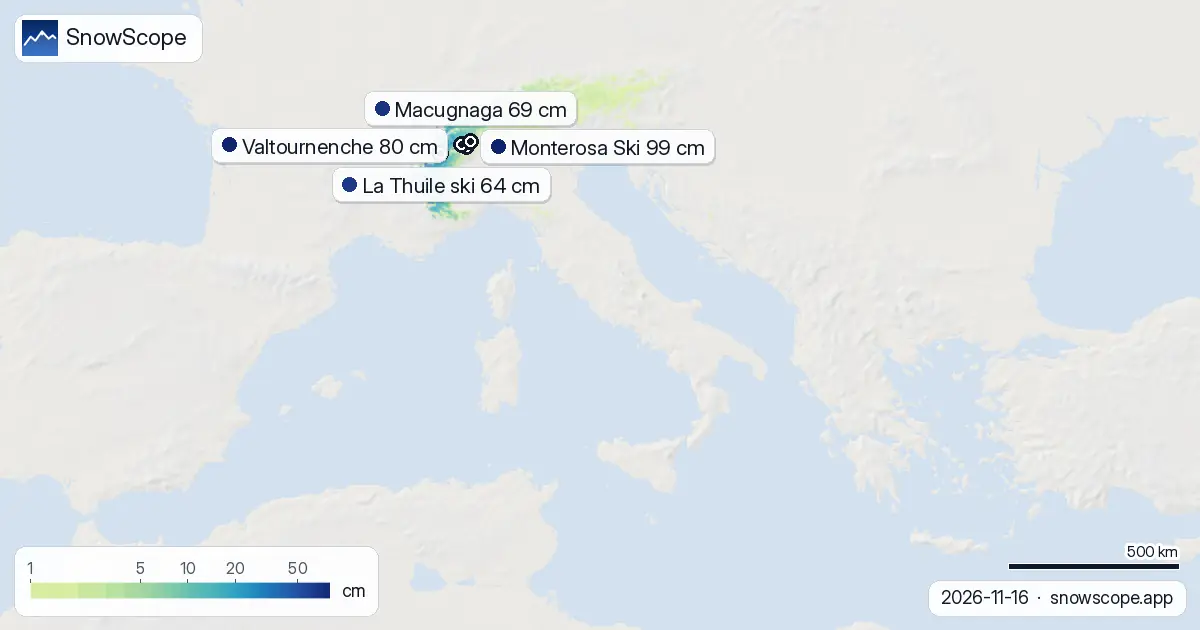 SnowScope
Macugnaga 69 cm
Valtournenche 80 cm
Monterosa Ski 99 cm
La Thuile ski 64 cm
1 5 10 20 50
cm
500 km
2026-11-16 · snowscope.app